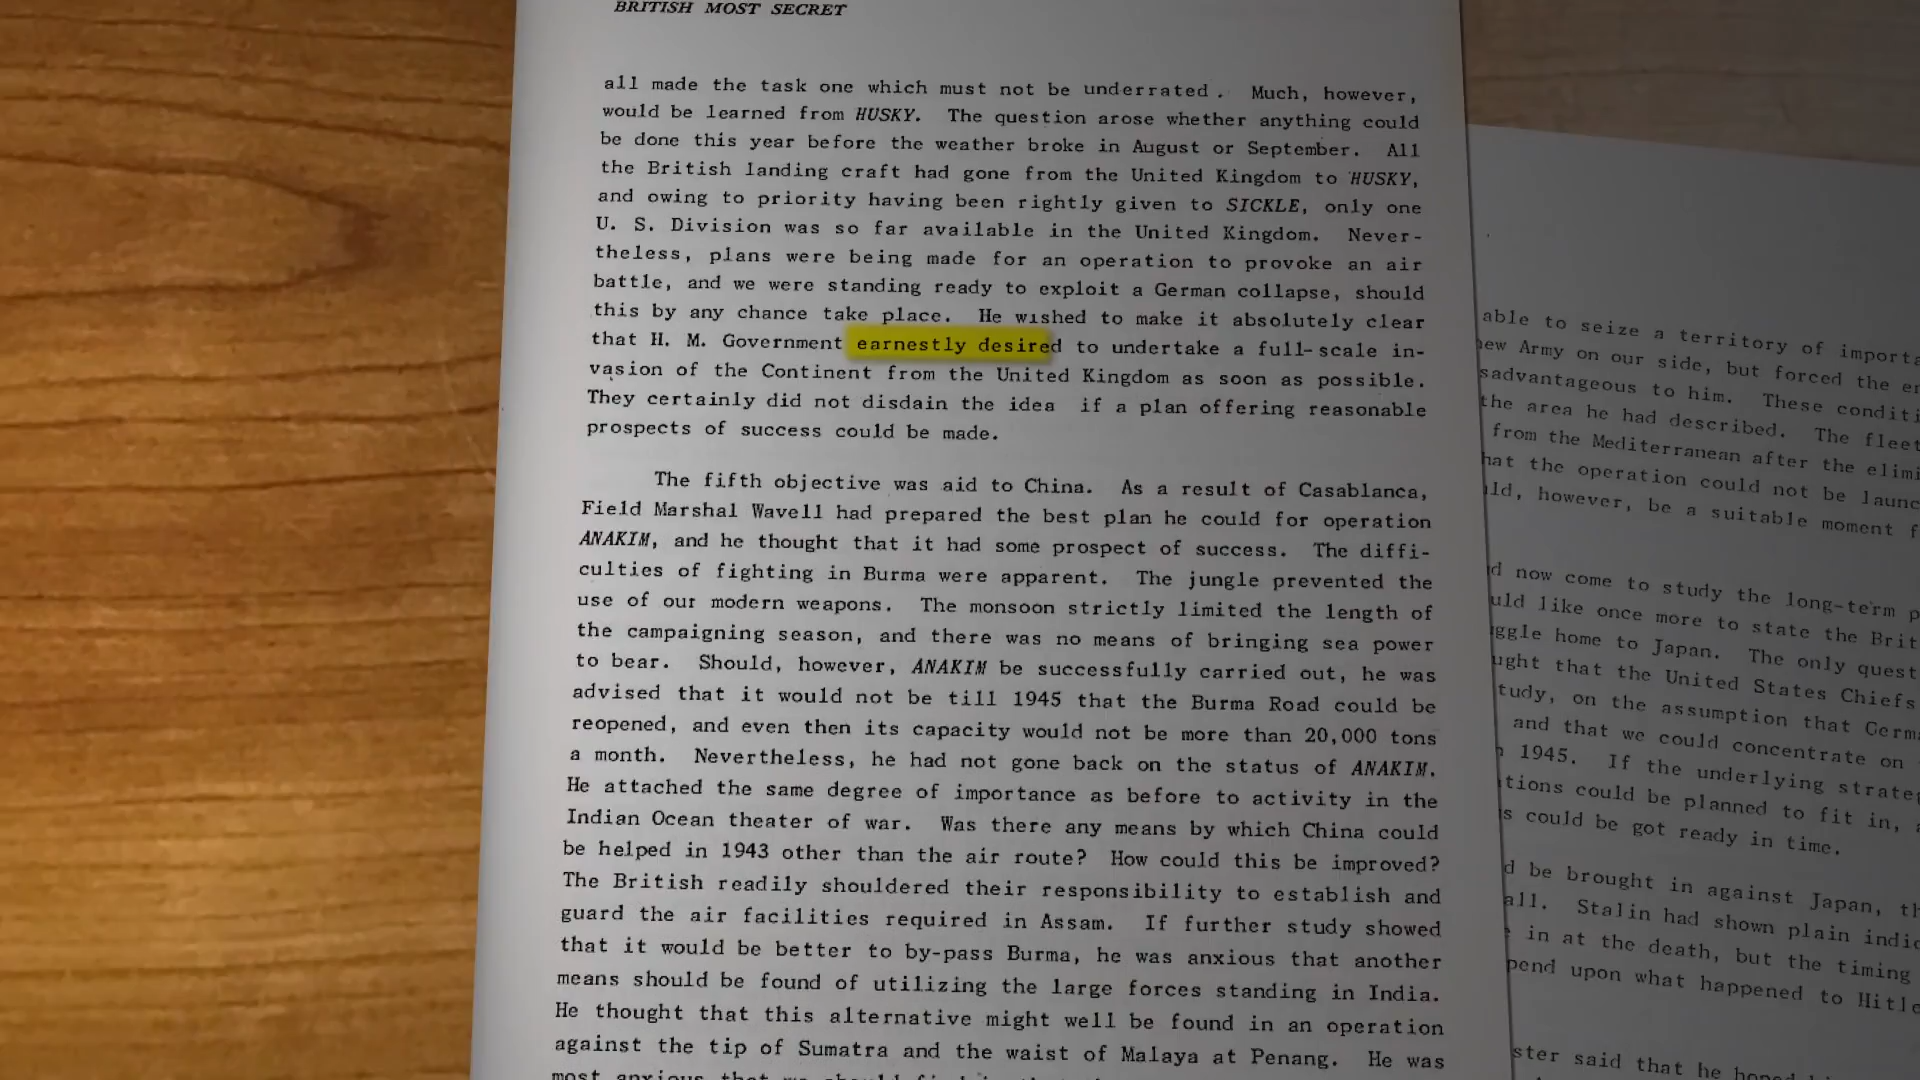 BRITISH MOST SECRET
all made the task one which must not be underrated. Much, however,
would be learned from HUSKY. The question arose whether anything could
be done this year before the weather broke in August or September. All
the British landing craft had gone from the United Kingdom to HUSKY,
and owing to priority having been rightly given to SICKLE, only one
U. S. Division was so far available in the United Kingdom. Never-
theless, plans were being made for an operation to provoke an air
battle, and we were standing ready to exploit a German collapse, should
this by any chance take place. He wished to make it absolutely clear
that H. M. Government earnestly desired to undertake a full-scale in-
vasion of the Continent from the United Kingdom as soon as possible.
They certainly did not disdain the idea if a plan offering reasonable
prospects of success could be made.
The fifth objective was aid to China. As a result of Casablanca,
Field Marshal Wavell had prepared the best plan he could for operation
ANAKIM, and he thought that it had some prospect of success. The diffi-
culties of fighting in Burma were apparent. The jungle prevented the
use of our modern weapons. The monsoon strictly limited the length of
the campaigning season, and there was no means of bringing sea power
to bear. Should, however, ANAKIM be successfully carried out, he was
advised that it would not be till 1945 that the Burma Road could be
reopened, and even then its capacity would not be more than 20,000 tons
a month. Nevertheless, he had not gone back on the status of ANAKIM.
He attached the same degree of importance as before to activity in the
Indian Ocean theater of war. Was there any means by which China could
be helped in 1943 other than the air route? How could this be improved?
The British readily shouldered their responsibility to establish and
guard the air facilities required in Assam. If further study showed
that it would be better to by-pass Burma, he was anxious that another
means should be found of utilizing the large forces standing in India.
He thought that this alternative might well be found in an operation
against the tip of Sumatra and the waist of Malaya at Penang. He was
most anxious that we should
able to seize a territory of
Army on our side, but forced the
to him. These
the area he had described. The fleet
from the Mediterranean after the
that the operation could not be
however, be a suitable moment
now come to study the long-term
like once more to state the
home to Japan. The only
that the United States Chiefs
study, on the assumption that
and that we could concentrate on
1945. If the underlying
could be planned to fit in,
could be got ready in time.
be brought in against Japan,
all. Stalin had shown plain
in at the death, but the timing
upon what happened to
said that he